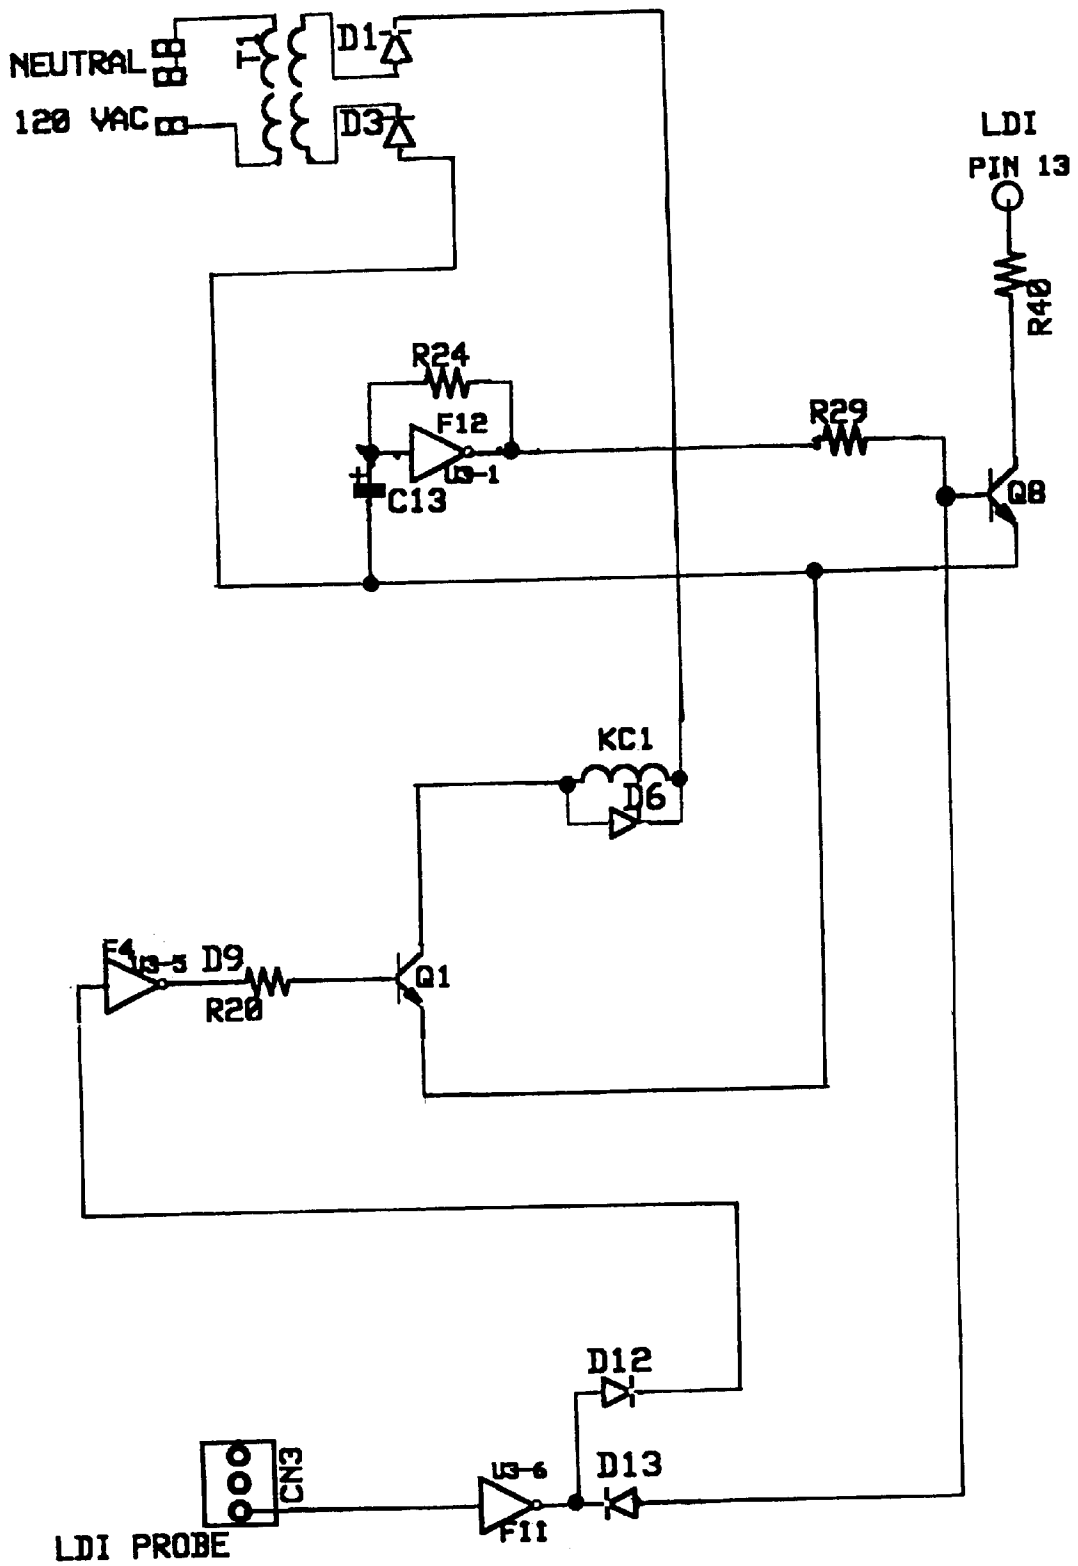 NEUTRAL
120 VAC
T1
D1
D3
LDI
PIN 13
R40
R24
F12
U3-1
+
C13
R29
Q8
KC1
D6
F4
U3-5
D9
R20
Q1
D12
U3-6
D13
F11
CN3
LDI PROBE